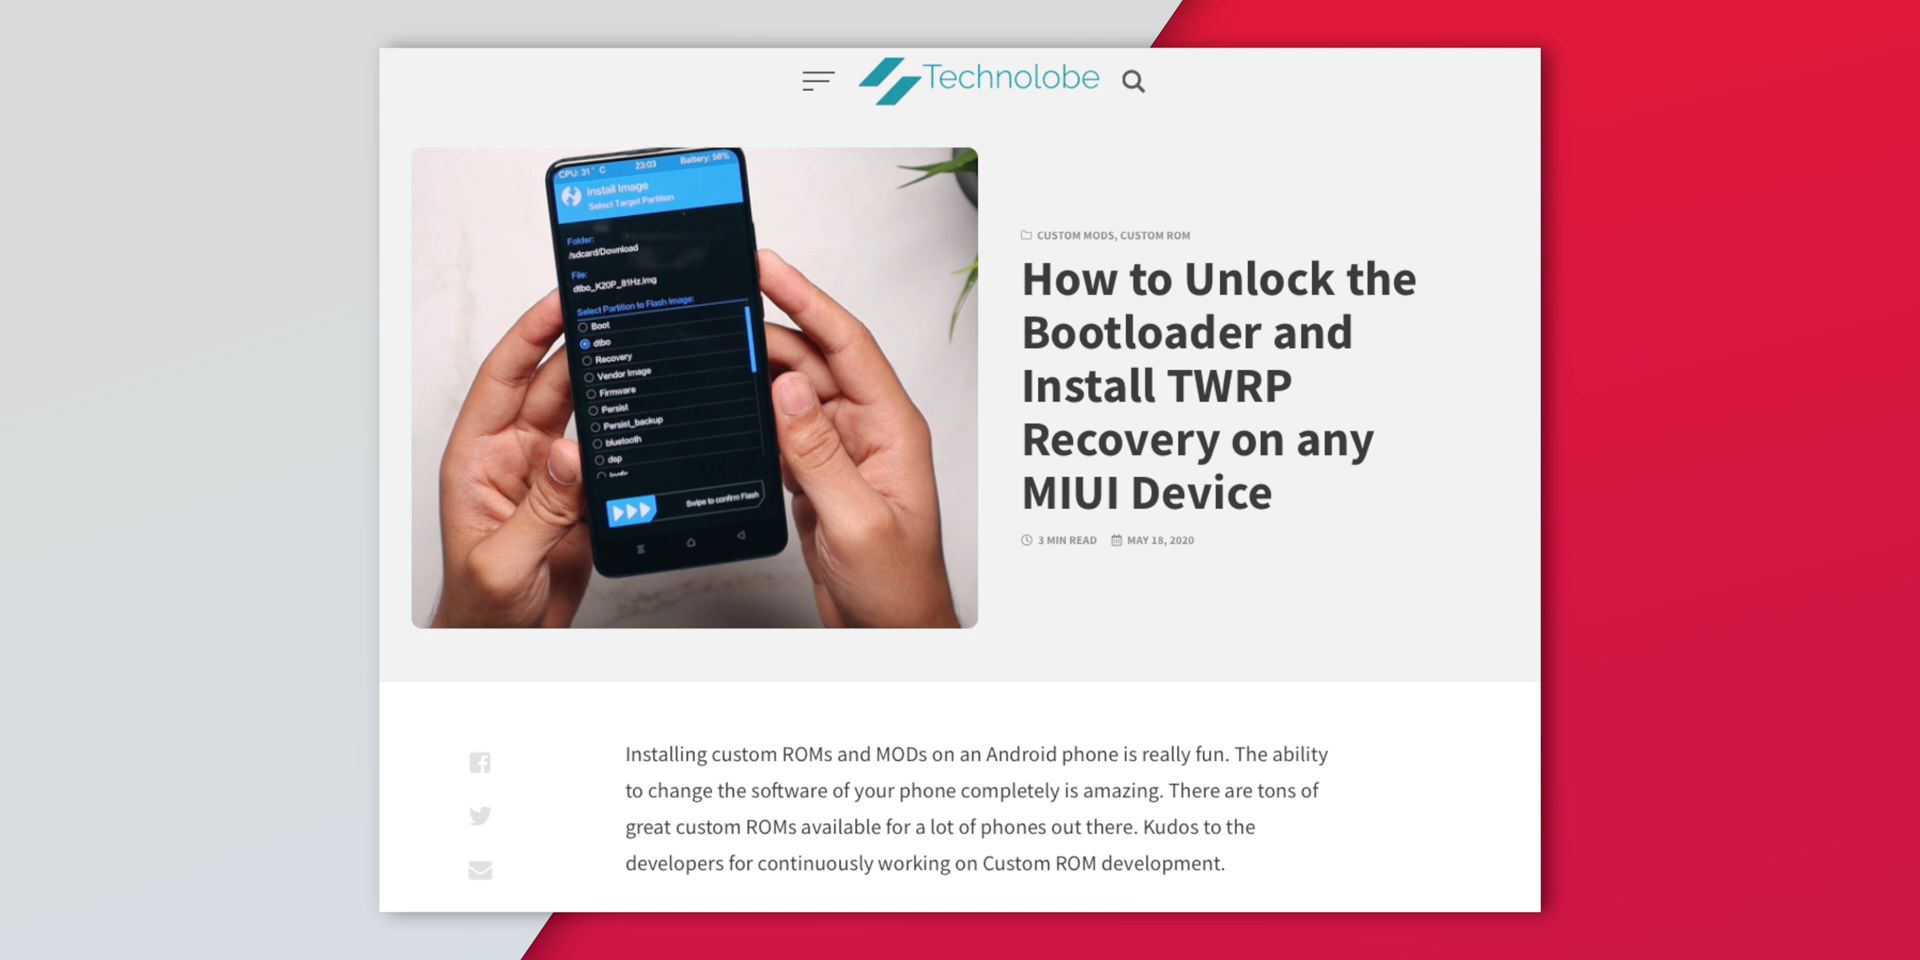 Technolobe
CPU: 31° C 23:03 Battery: 58%
Install Image
Select Target Partition
Folder:
/sdcard/Download
File:
dtbo_K20P_81Hz.img
Select Partition to Flash Image:
Boot
dtbo
Recovery
Vendor Image
Firmware
Persist
Persist_backup
bluetooth
dsp
Swipe to confirm Flash
CUSTOM MODS, CUSTOM ROM
How to Unlock the
Bootloader and
Install TWRP
Recovery on any
MIUI Device
3 MIN READ MAY 18, 2020
Installing custom ROMs and MODs on an Android phone is really fun. The ability
to change the software of your phone completely is amazing. There are tons of
great custom ROMs available for a lot of phones out there. Kudos to the
developers for continuously working on Custom ROM development.